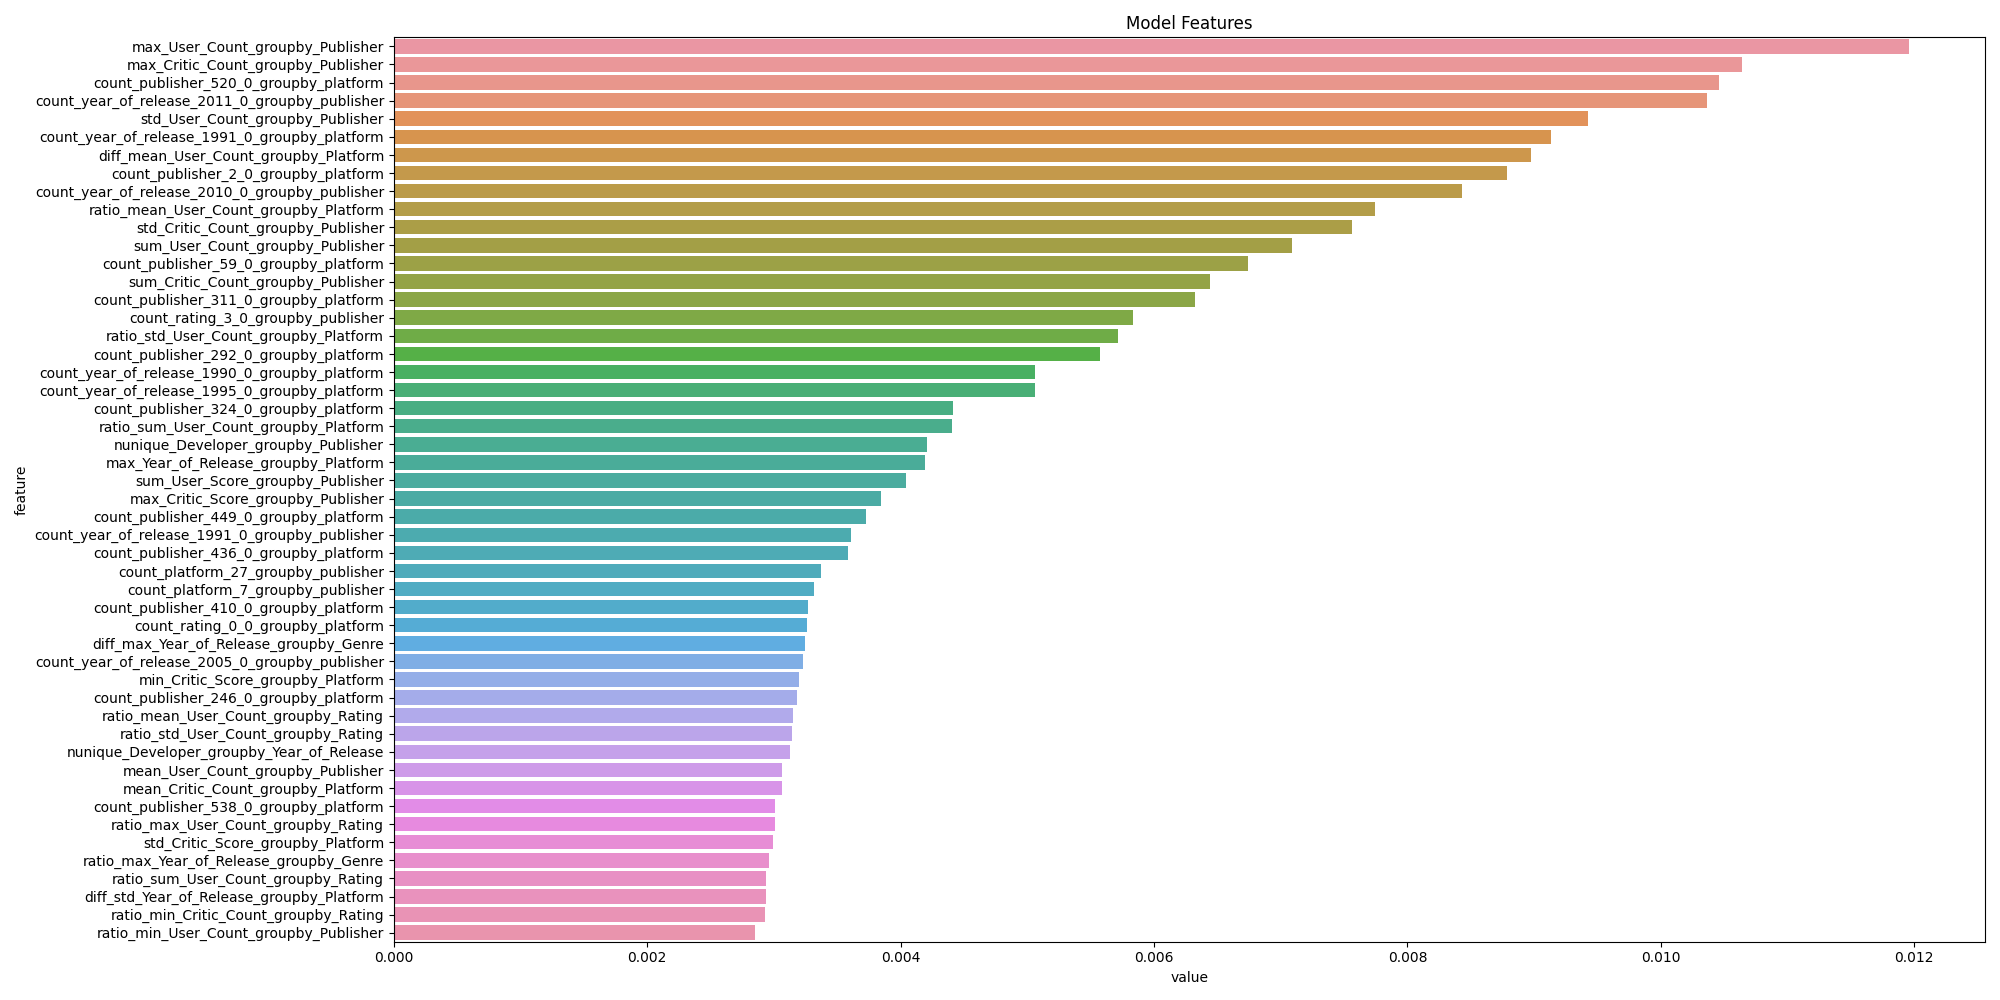 Model Features
max_User_Count_groupby_Publisher
max_Critic_Count_groupby_Publisher
count_publisher_520_0_groupby_platform
count_year_of_release_2011_0_groupby_publisher
std_User_Count_groupby_Publisher
count_year_of_release_1991_0_groupby_platform
diff_mean_User_Count_groupby_Platform
count_publisher_2_0_groupby_platform
count_year_of_release_2010_0_groupby_publisher
ratio_mean_User_Count_groupby_Platform
std_Critic_Count_groupby_Publisher
sum_User_Count_groupby_Publisher
count_publisher_59_0_groupby_platform
sum_Critic_Count_groupby_Publisher
count_publisher_311_0_groupby_platform
count_rating_3_0_groupby_publisher
ratio_std_User_Count_groupby_Platform
count_publisher_292_0_groupby_platform
count_year_of_release_1990_0_groupby_platform
count_year_of_release_1995_0_groupby_platform
count_publisher_324_0_groupby_platform
ratio_sum_User_Count_groupby_Platform
nunique_Developer_groupby_Publisher
max_Year_of_Release_groupby_Platform
sum_User_Score_groupby_Publisher
max_Critic_Score_groupby_Publisher
count_publisher_449_0_groupby_platform
count_year_of_release_1991_0_groupby_publisher
count_publisher_436_0_groupby_platform
count_platform_27_groupby_publisher
count_platform_7_groupby_publisher
count_publisher_410_0_groupby_platform
count_rating_0_0_groupby_platform
diff_max_Year_of_Release_groupby_Genre
count_year_of_release_2005_0_groupby_publisher
min_Critic_Score_groupby_Platform
count_publisher_246_0_groupby_platform
ratio_mean_User_Count_groupby_Rating
ratio_std_User_Count_groupby_Rating
nunique_Developer_groupby_Year_of_Release
mean_User_Count_groupby_Publisher
mean_Critic_Count_groupby_Platform
count_publisher_538_0_groupby_platform
ratio_max_User_Count_groupby_Rating
std_Critic_Score_groupby_Platform
ratio_max_Year_of_Release_groupby_Genre
ratio_sum_User_Count_groupby_Rating
diff_std_Year_of_Release_groupby_Platform
ratio_min_Critic_Count_groupby_Rating
ratio_min_User_Count_groupby_Publisher
feature
0.000 0.002 0.004 0.006 0.008 0.010 0.012
value